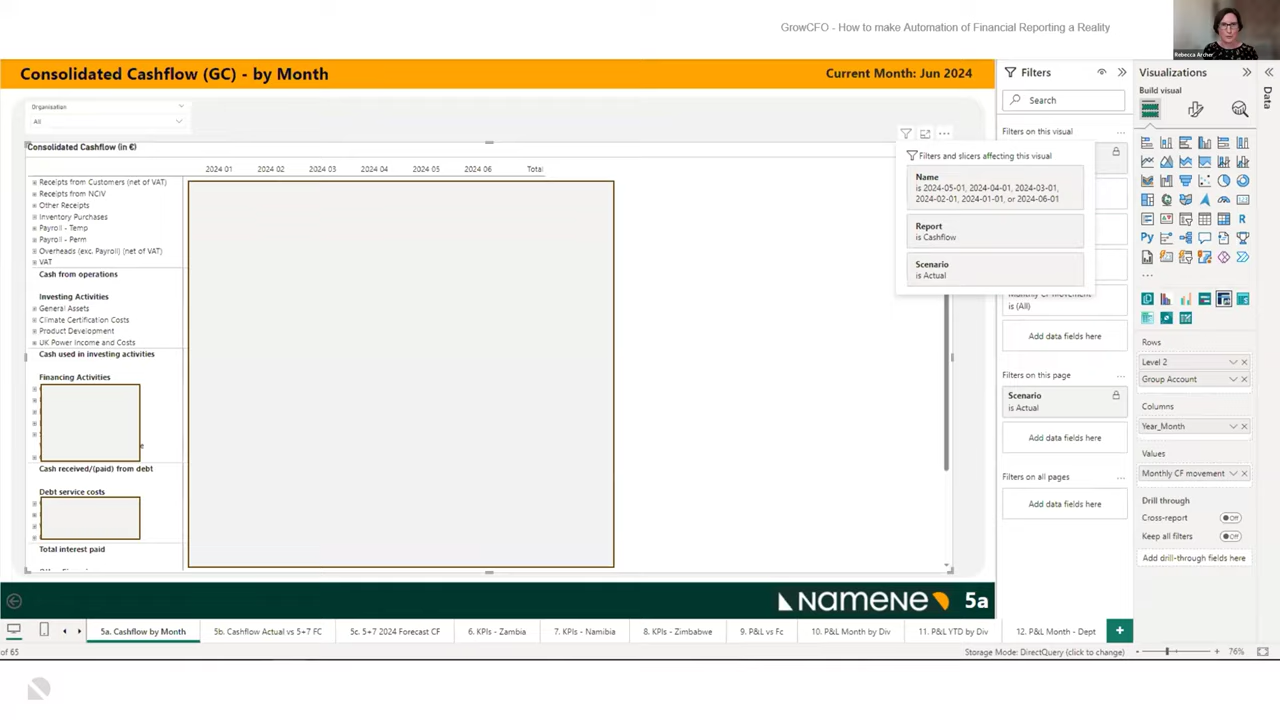 GrowCFO - How to make Automation of Financial Reporting a Reality
Rebecca Archer
Consolidated Cashflow (GC) - by Month
Current Month: Jun 2024
Organisation
All
Consolidated Cashflow (in €)
2024 01 2024 02 2024 03 2024 04 2024 05 2024 06 Total
Receipts from Customers (net of VAT)
Receipts from NCIV
Other Receipts
Inventory Purchases
Payroll - Temp
Payroll - Perm
Overheads (exc. Payroll) (net of VAT)
VAT
Cash from operations
Investing Activities
General Assets
Climate Certification Costs
Product Development
UK Power Income and Costs
Cash used in investing activities
Financing Activities
Cash received/(paid) from debt
Debt service costs
Total interest paid
Filters and slicers affecting this visual
Name
is 2024-05-01, 2024-04-01, 2024-03-01,
2024-02-01, 2024-01-01, or 2024-06-01
Report
is Cashflow
Scenario
is Actual
Filters
Search
Filters on this visual
Monthly CF movement
is (All)
Add data fields here
Filters on this page
Scenario
is Actual
Add data fields here
Filters on all pages
Add data fields here
Visualizations
Build visual
Data
Rows
Level 2
Group Account
Columns
Year_Month
Values
Monthly CF movement
Drill through
Cross-report Off
Keep all filters Off
Add drill-through fields here
NAMENE 5a
5a. Cashflow by Month 5b. Cashflow Actual vs 5+7 FC 5c. 5+7 2024 Forecast CF 6. KPIs - Zambia 7. KPIs - Namibia 8. KPIs - Zimbabwe 9. P&L vs Fc 10. P&L Month by Div 11. P&L YTD by Div 12. P&L Month - Dept
of 65
Storage Mode: DirectQuery (click to change)
76%